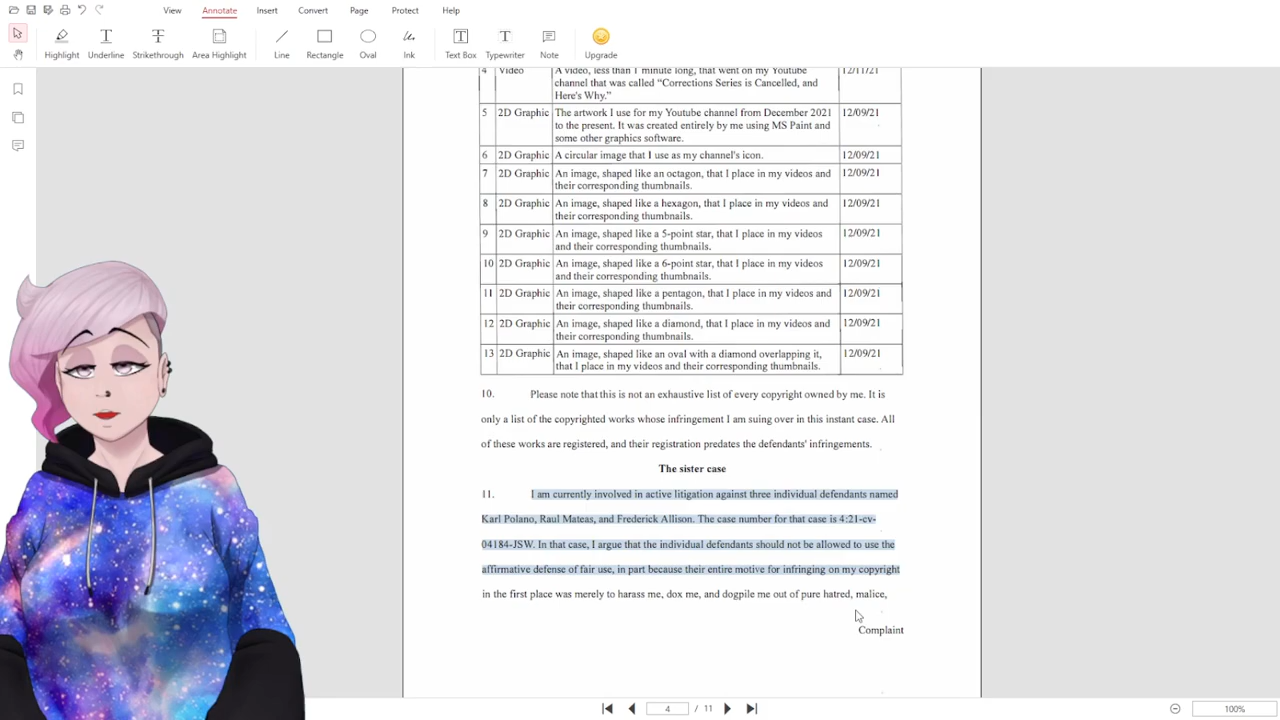 View Annotate Insert Convert Page Protect Help
Highlight Underline Strikethrough Area Highlight Line Rectangle Oval Ink Text Box Typewriter Note Upgrade
4 Video A video, less than 1 minute long, that went on my Youtube 12/11/21
channel that was called “Corrections Series is Cancelled, and
Here's Why.”
5 2D Graphic The artwork I use for my Youtube channel from December 2021 12/09/21
to the present. It was created entirely by me using MS Paint and
some other graphics software.
6 2D Graphic A circular image that I use as my channel's icon. 12/09/21
7 2D Graphic An image, shaped like an octagon, that I place in my videos and 12/09/21
their corresponding thumbnails.
8 2D Graphic An image, shaped like a hexagon, that I place in my videos and 12/09/21
their corresponding thumbnails.
9 2D Graphic An image, shaped like a 5-point star, that I place in my videos 12/09/21
and their corresponding thumbnails.
10 2D Graphic An image, shaped like a 6-point star, that I place in my videos 12/09/21
and their corresponding thumbnails.
11 2D Graphic An image, shaped like a pentagon, that I place in my videos and 12/09/21
their corresponding thumbnails.
12 2D Graphic An image, shaped like a diamond, that I place in my videos and 12/09/21
their corresponding thumbnails.
13 2D Graphic An image, shaped like an oval with a diamond overlapping it, 12/09/21
that I place in my videos and their corresponding thumbnails.
10. Please note that this is not an exhaustive list of every copyright owned by me. It is
only a list of the copyrighted works whose infringement I am suing over in this instant case. All
of these works are registered, and their registration predates the defendants' infringements.
The sister case
11. I am currently involved in active litigation against three individual defendants named
Karl Polano, Raul Mateas, and Frederick Allison. The case number for that case is 4:21-cv-
04184-JSW. In that case, I argue that the individual defendants should not be allowed to use the
affirmative defense of fair use, in part because their entire motive for infringing on my copyright
in the first place was merely to harass me, dox me, and dogpile me out of pure hatred, malice,
Complaint
4 / 11 100%